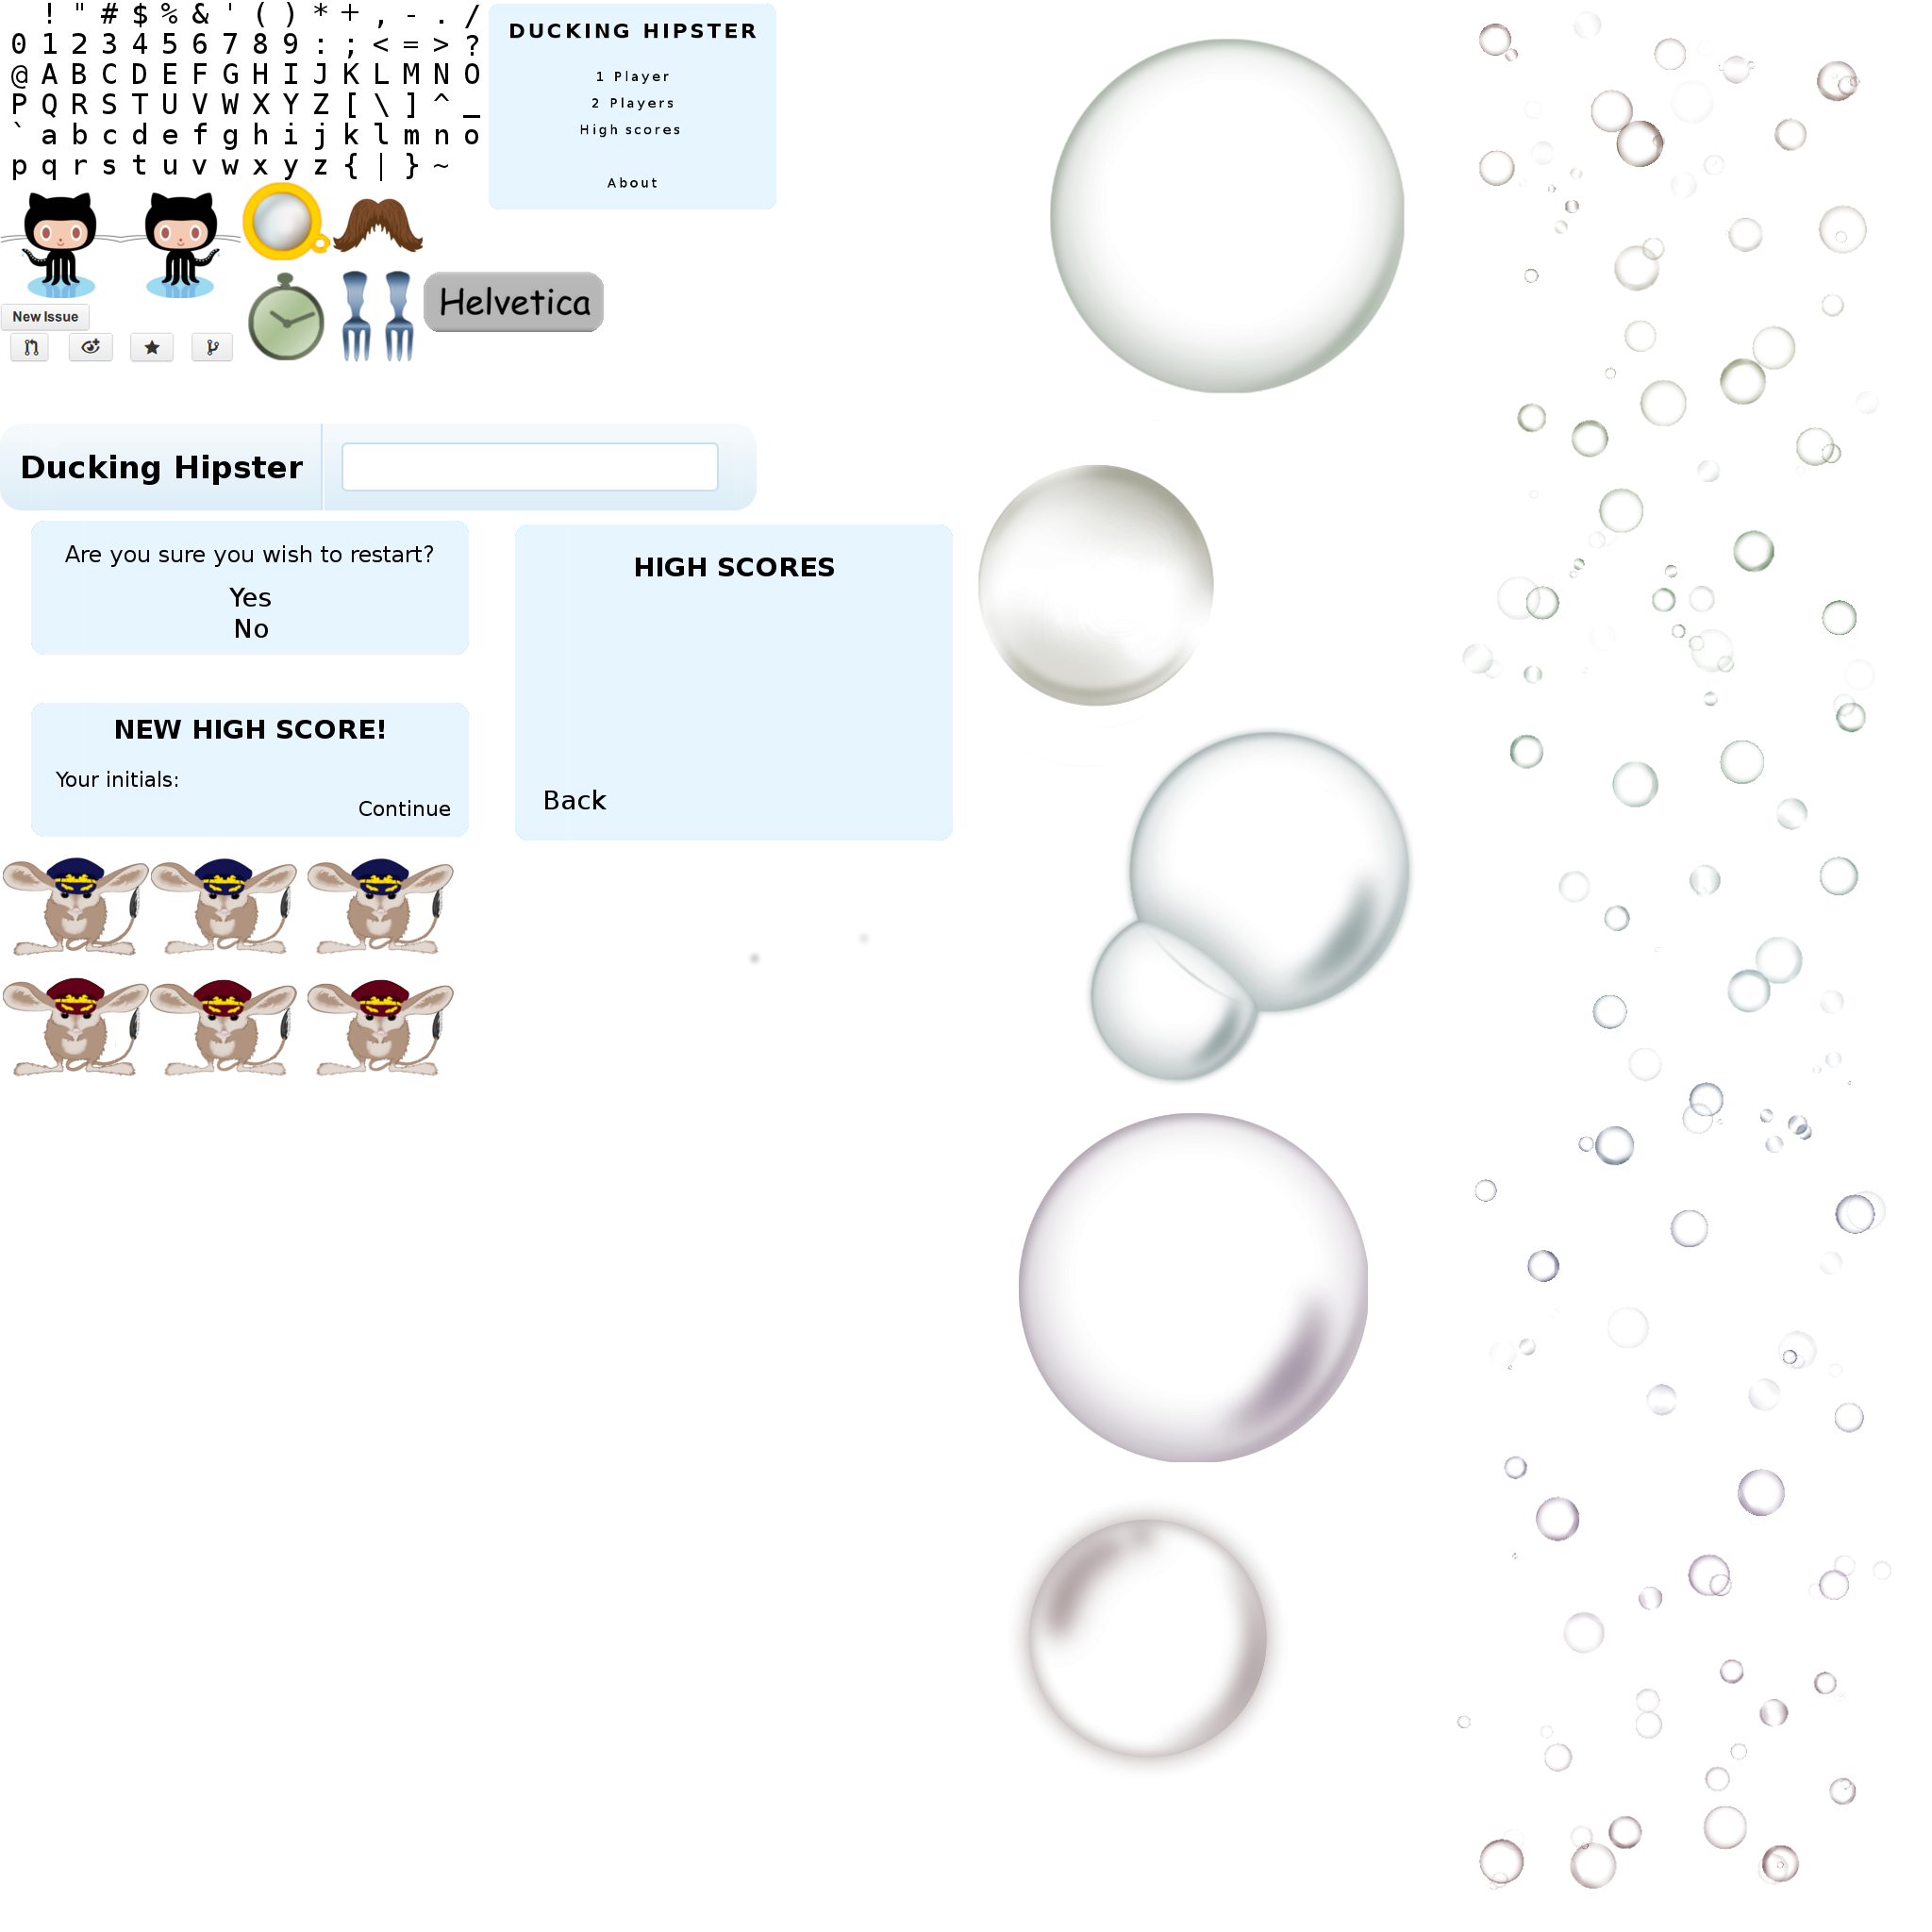 ! " # $ % & ' ( ) * + , - . /
0 1 2 3 4 5 6 7 8 9 : ; < = > ?
@ A B C D E F G H I J K L M N O
P Q R S T U V W X Y Z [ \ ] ^ _
` a b c d e f g h i j k l m n o
p q r s t u v w x y z { | } ~
DUCKING HIPSTER
1 Player
2 Players
High scores
About
Helvetica
New Issue
Ducking Hipster
Are you sure you wish to restart?
Yes
No
HIGH SCORES
Back
NEW HIGH SCORE!
Your initials:
Continue